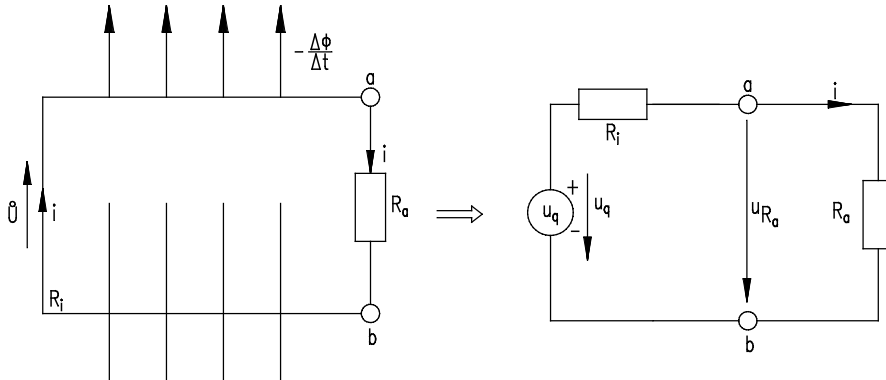 - Δϕ/Δt
a
i
R_a
Ů
i
R_i
b
a
i
R_i
+
u_q
-
u_q
u_{R_a}
R_a
b